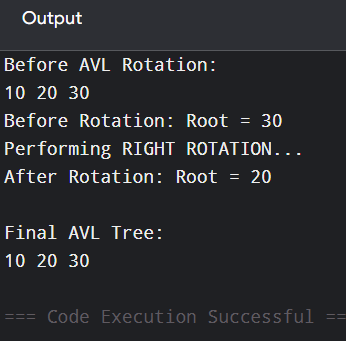 Output
Before AVL Rotation:
10 20 30
Before Rotation: Root = 30
Performing RIGHT ROTATION...
After Rotation: Root = 20
Final AVL Tree:
10 20 30
=== Code Execution Successful ==